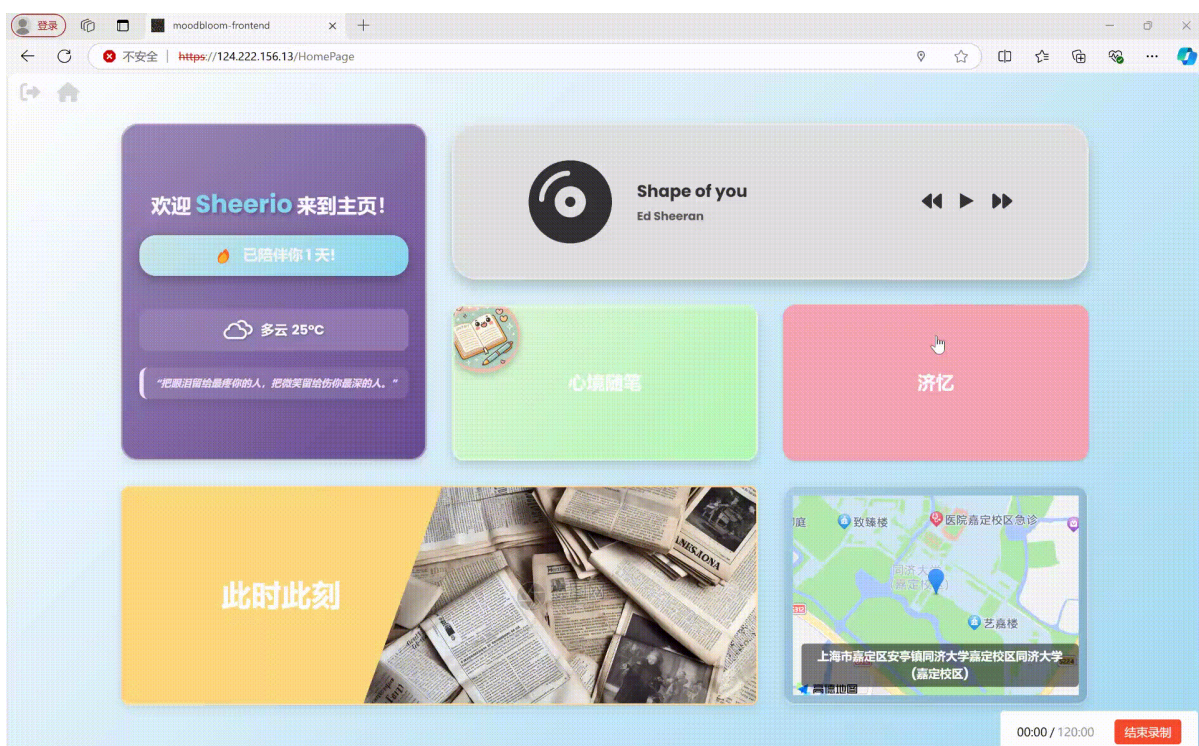 登录
moodbloom-frontend
不安全
https://124.222.156.13/HomePage
欢迎 Sheerio 来到主页!
已陪伴你1天!
多云 25°C
“把眼泪留给最疼你的人，把微笑留给伤你最深的人。”
Shape of you
Ed Sheeran
心境随笔
济忆
此时此刻
致臻楼
医院嘉定校区急诊
同济大
艺嘉楼
上海市嘉定区安亭镇同济大学嘉定校区同济大学
(嘉定校区)
高德地图
00:00 / 120:00
结束录制